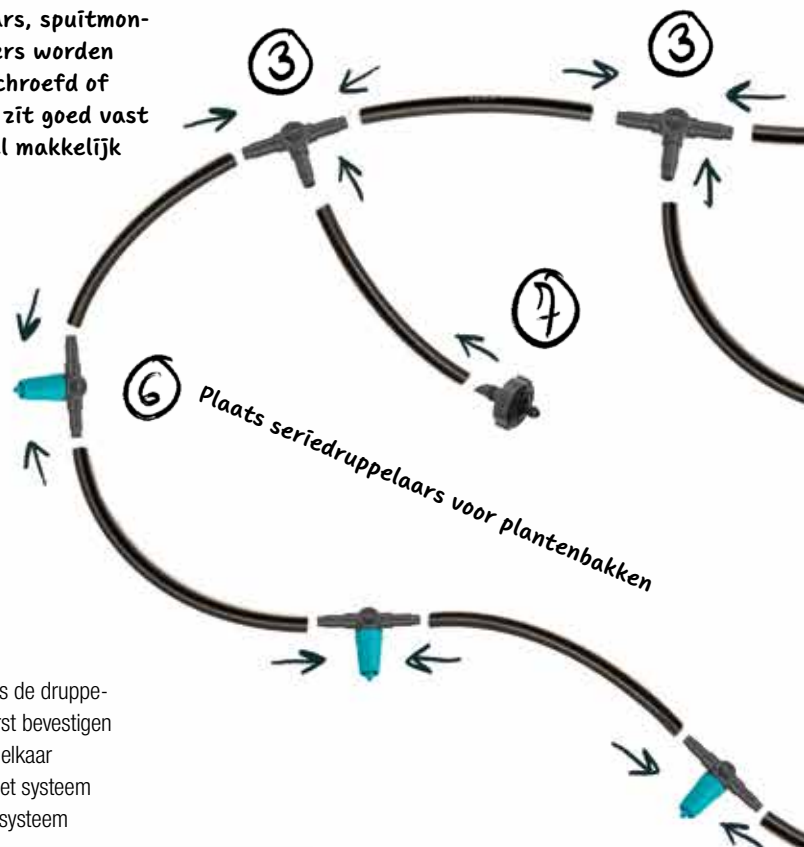 rs, spuitmon-
ers worden
chroefd of
zit goed vast
l makkelijk
3
3
7
6
Plaats seriedruppelaars voor plantenbakken
s de druppe-
rst bevestigen
elkaar
et systeem
systeem